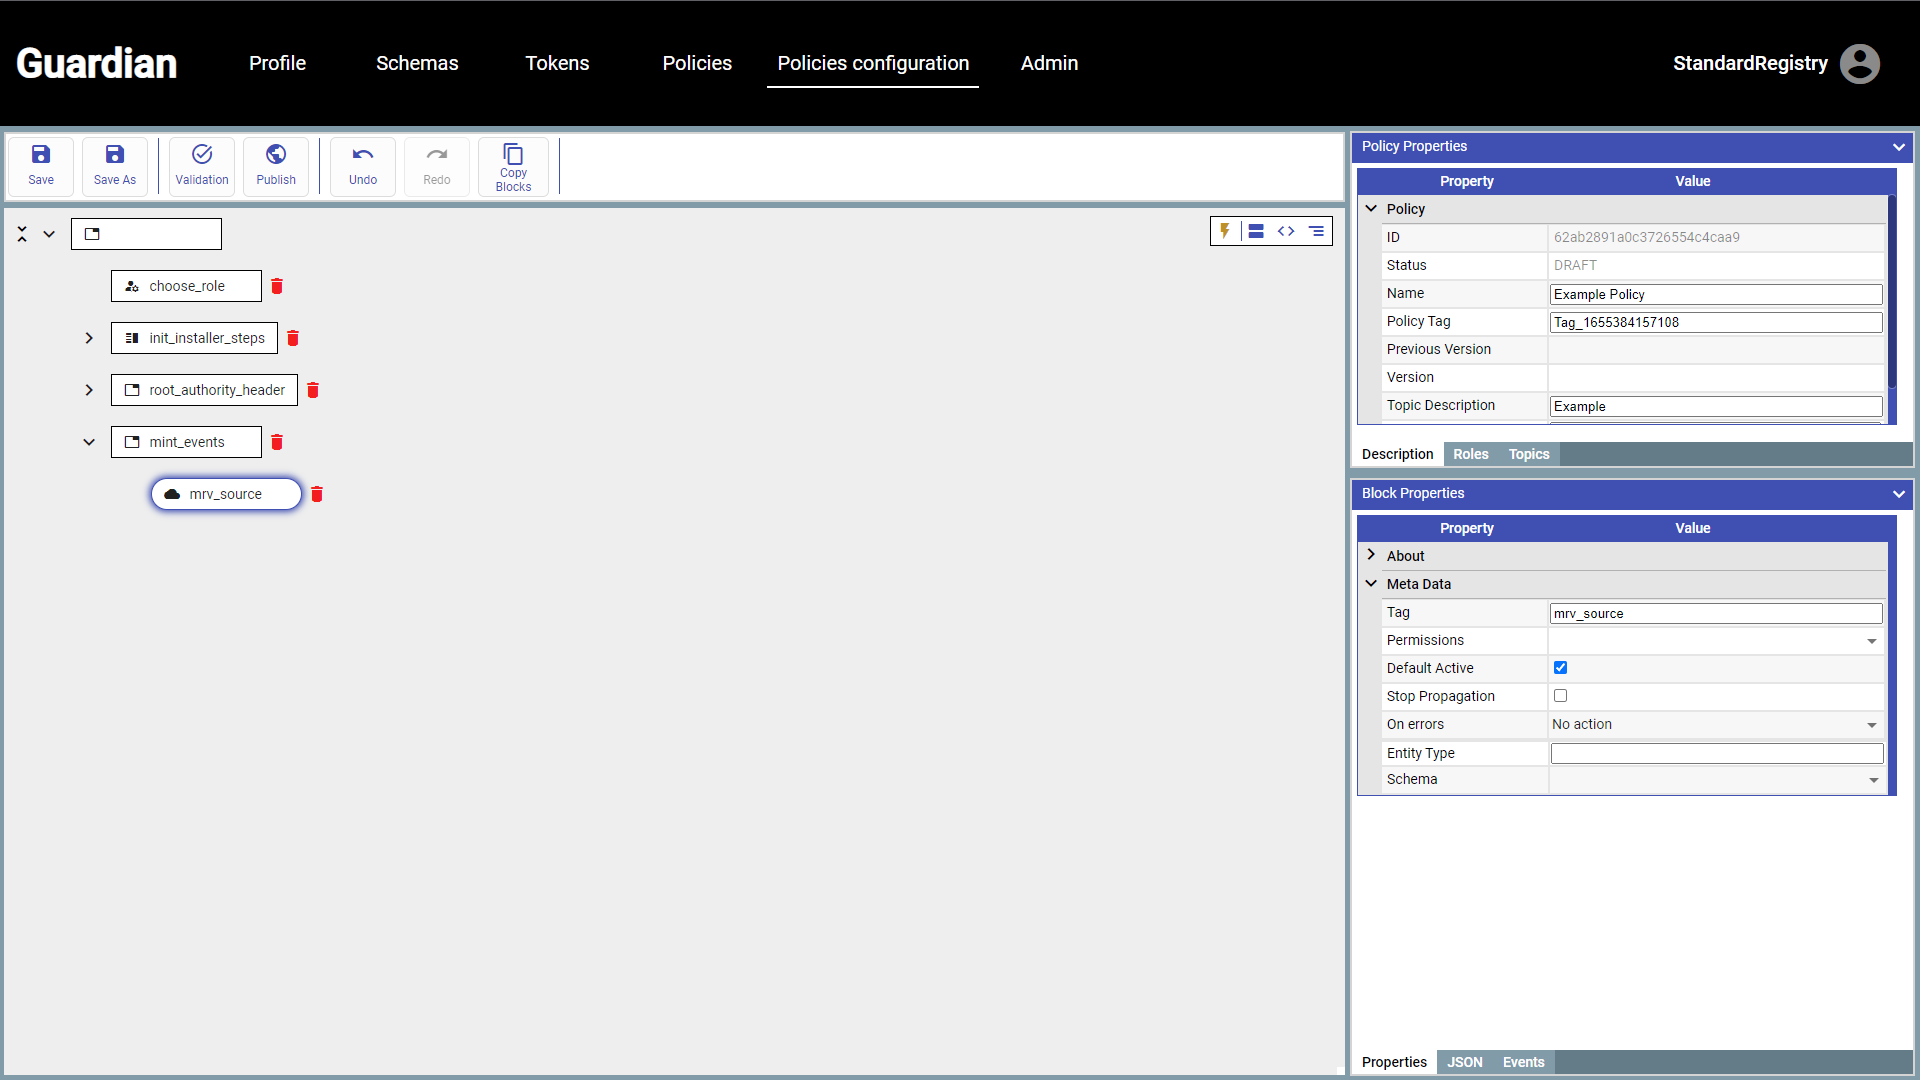 Guardian Profile Schemas Tokens Policies Policies configuration Admin StandardRegistry
Save Save As Validation Publish Undo Redo Copy Blocks
choose_role
init_installer_steps
root_authority_header
mint_events
mrv_source
Policy Properties
Property Value
Policy
ID 62ab2891a0c3726554c4caa9
Status DRAFT
Name Example Policy
Policy Tag Tag_1655384157108
Previous Version
Version
Topic Description Example
Description Roles Topics
Block Properties
Property Value
About
Meta Data
Tag mrv_source
Permissions
Default Active
Stop Propagation
On errors No action
Entity Type
Schema
Properties JSON Events